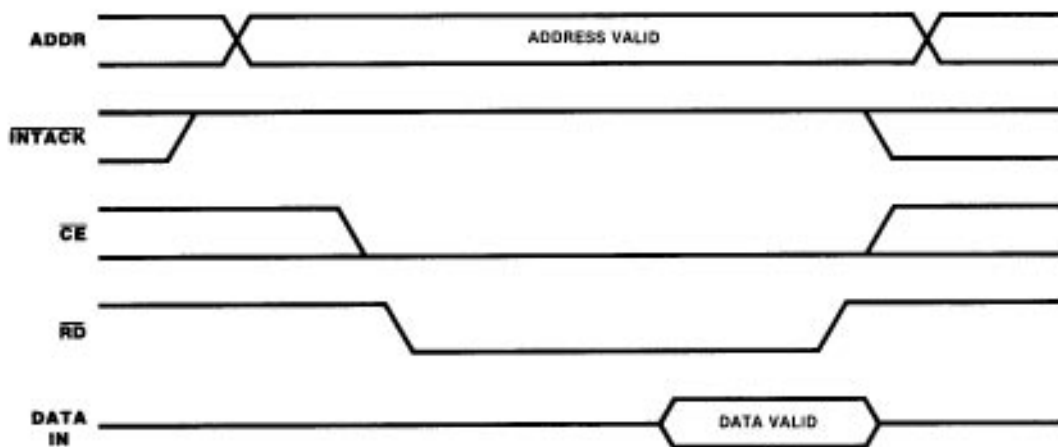 ADDR
ADDRESS VALID
INTACK
CE
RD
DATA IN
DATA VALID